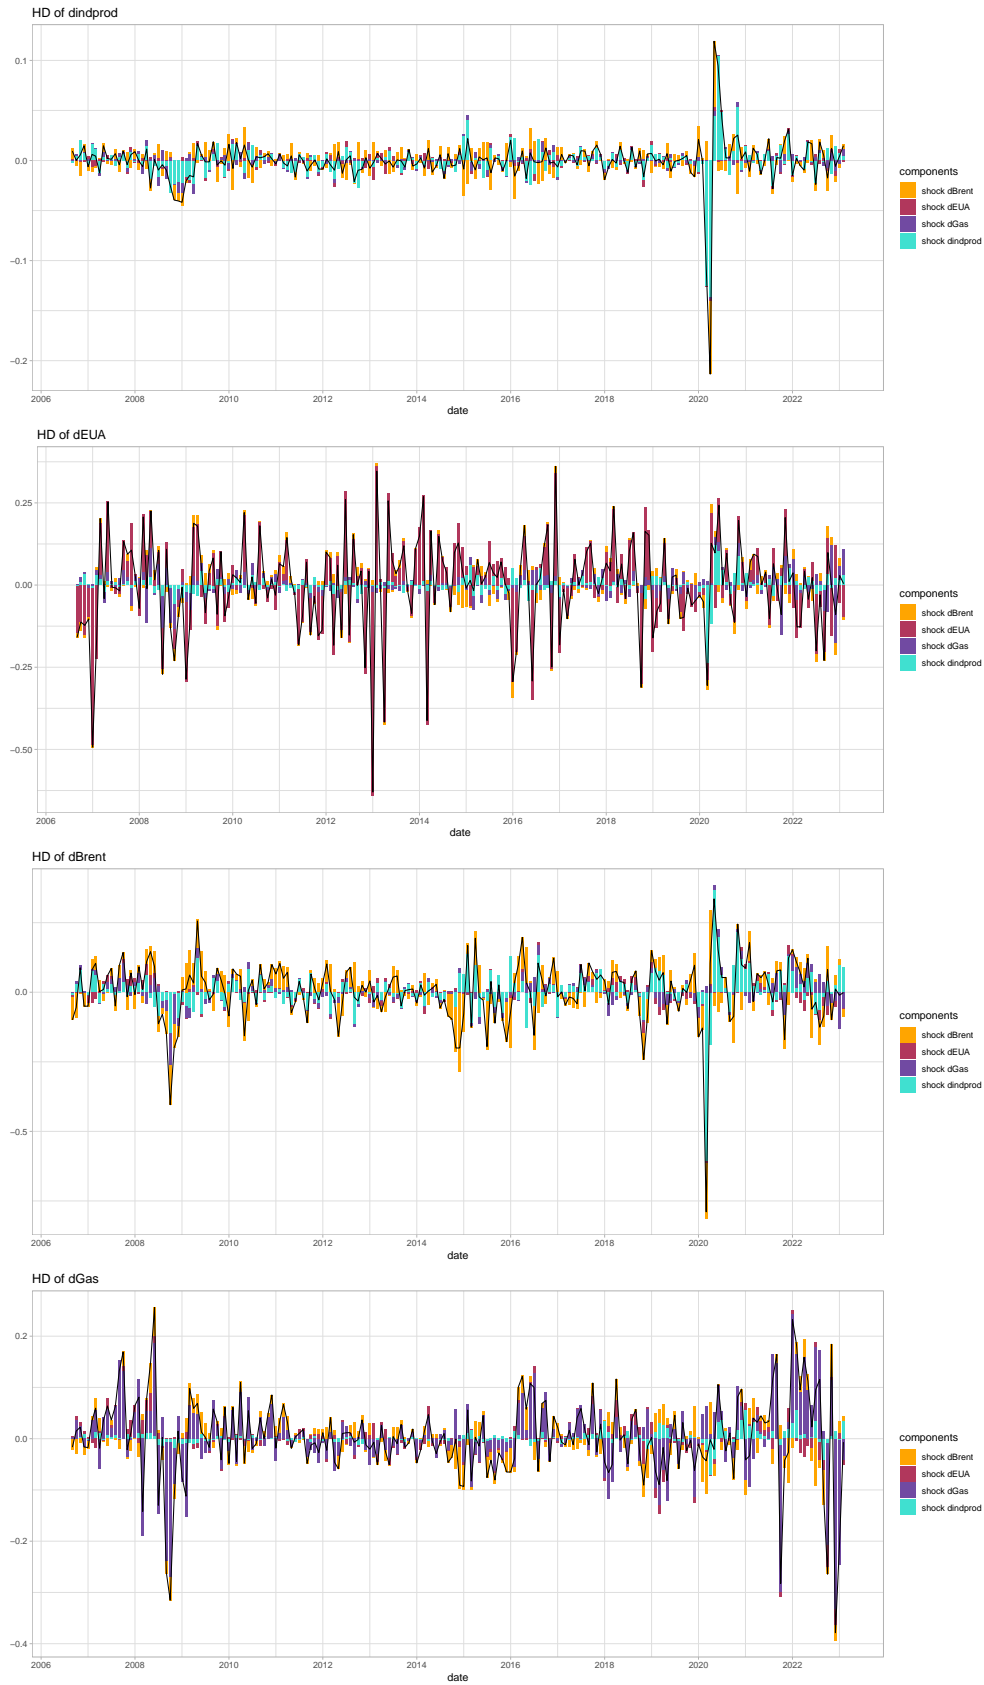 HD of dindprod
0.1
0.0
−0.1
−0.2
2006 2008 2010 2012 2014 2016 2018 2020 2022
date
components
shock dBrent
shock dEUA
shock dGas
shock dindprod
HD of dEUA
0.25
0.00
−0.25
−0.50
2006 2008 2010 2012 2014 2016 2018 2020 2022
date
components
shock dBrent
shock dEUA
shock dGas
shock dindprod
HD of dBrent
0.0
−0.5
2006 2008 2010 2012 2014 2016 2018 2020 2022
date
components
shock dBrent
shock dEUA
shock dGas
shock dindprod
HD of dGas
0.2
0.0
−0.2
−0.4
2006 2008 2010 2012 2014 2016 2018 2020 2022
date
components
shock dBrent
shock dEUA
shock dGas
shock dindprod